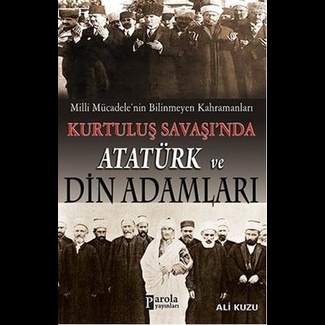 Milli Mücadele'nin Bilinmeyen Kahramanları
KURTULUŞ SAVAŞI'NDA
ATATÜRK ve
DİN ADAMLARI
Parola
yayınları
ALİ KUZU